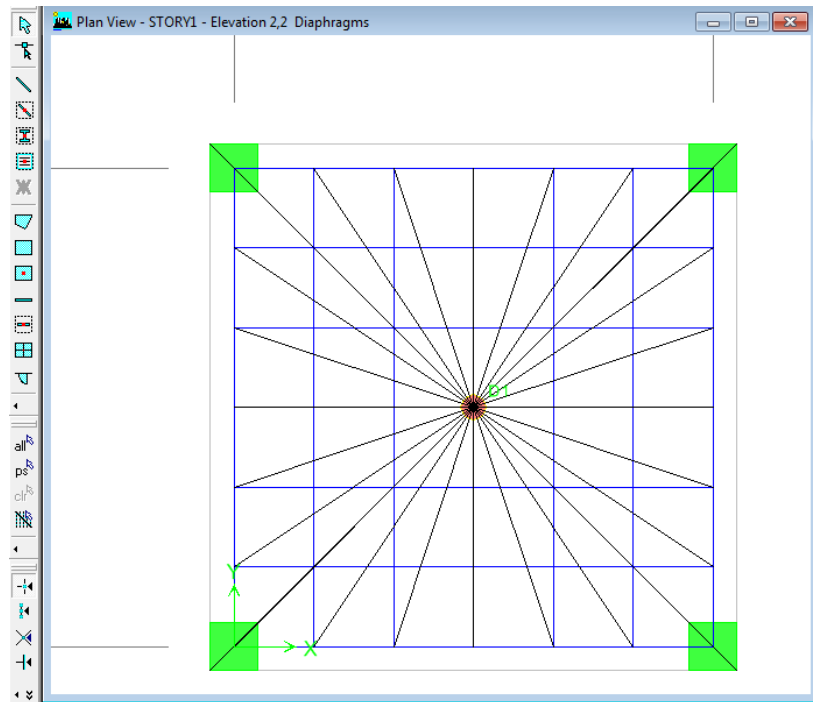 Plan View - STORY1 - Elevation 2,2 Diaphragms
D1
Y
X
all
ps
clr